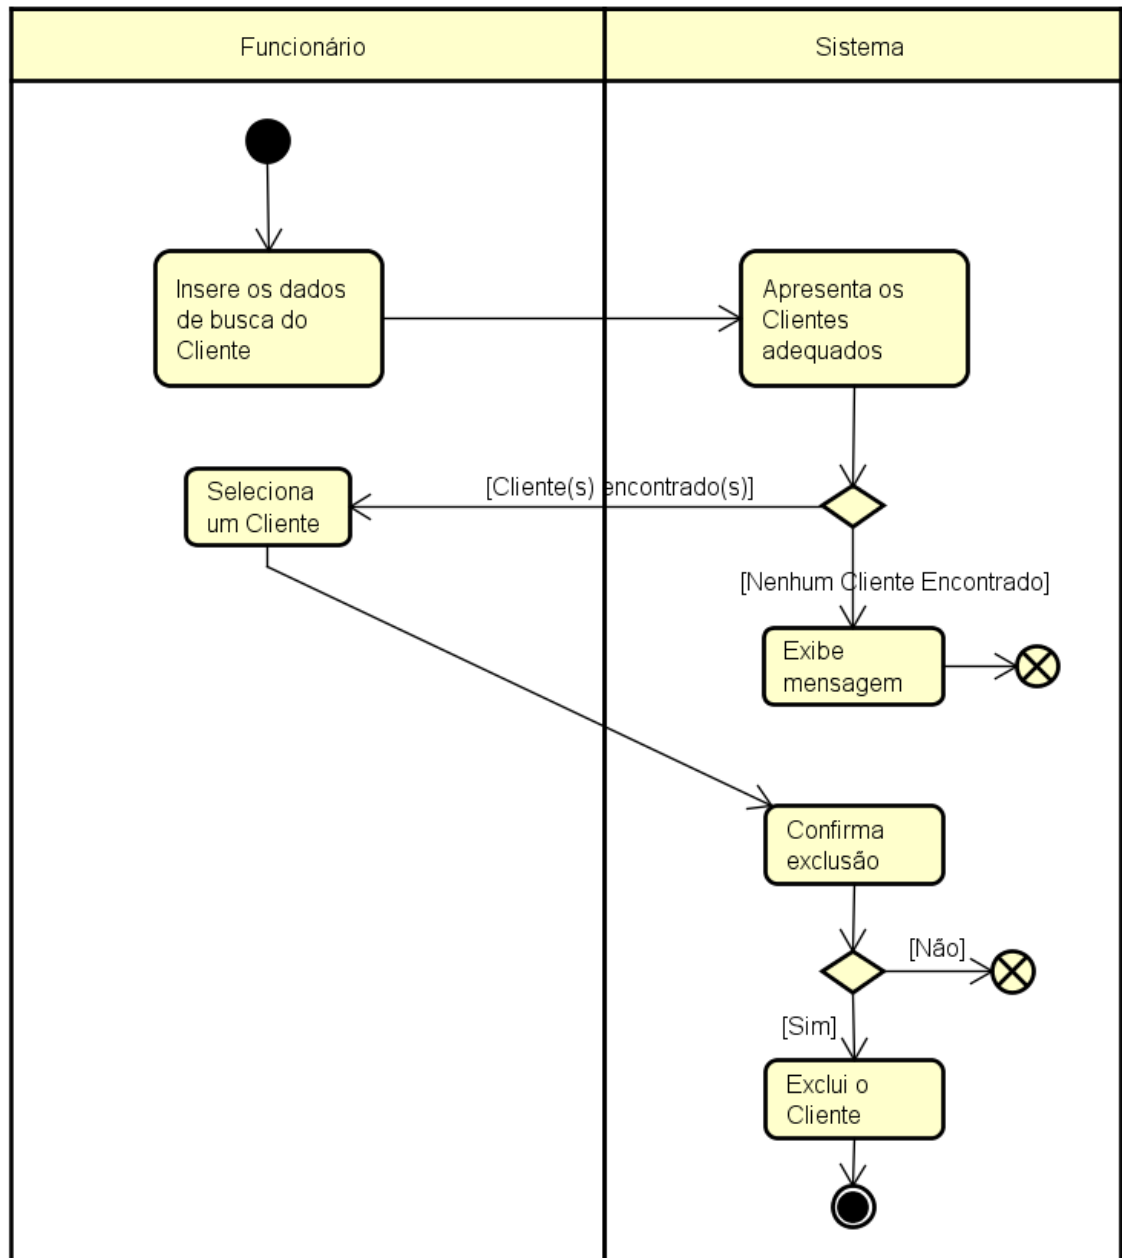 Funcionário
Sistema
Insere os dados
de busca do
Cliente
Apresenta os
Clientes
adequados
[Cliente(s) encontrado(s)]
Seleciona
um Cliente
[Nenhum Cliente Encontrado]
Exibe
mensagem
Confirma
exclusão
[Não]
[Sim]
Exclui o
Cliente